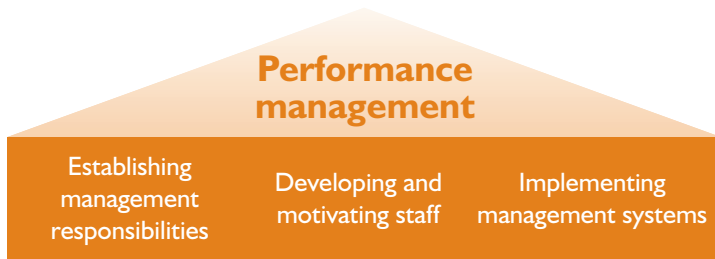 Performance
management
Establishing
management
responsibilities
Developing and
motivating staff
Implementing
management systems